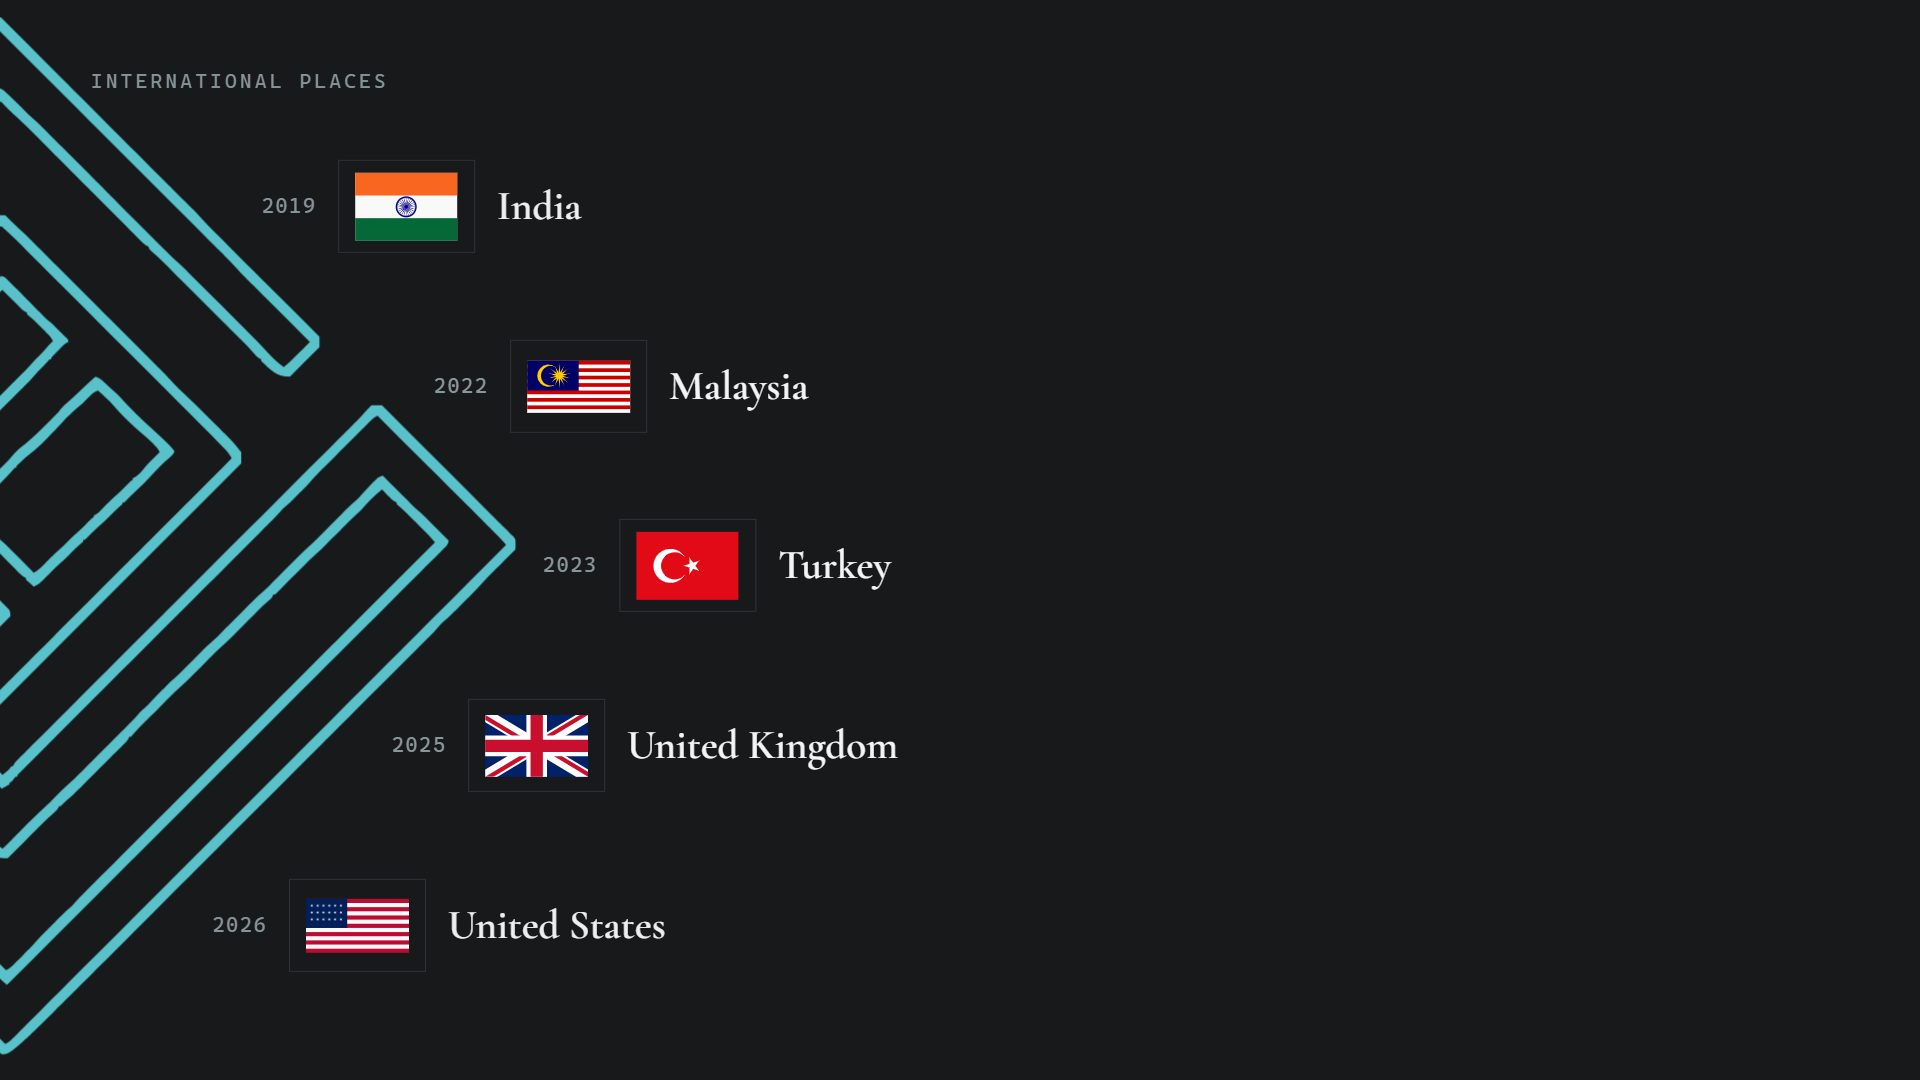 INTERNATIONAL PLACES
2019 India
2022 Malaysia
2023 Turkey
2025 United Kingdom
2026 United States